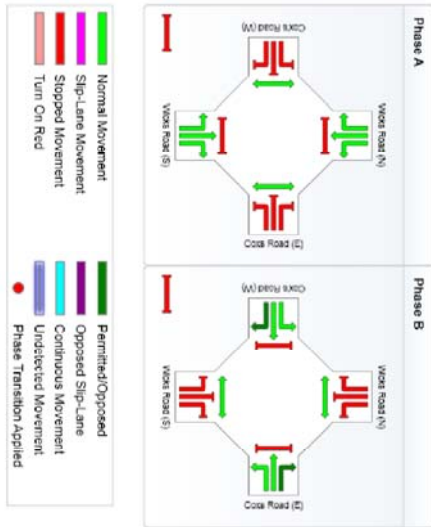 Phase A
Wicks Road (N)
Coxs Road (E)
Wicks Road (S)
Coxs Road (W)
Phase B
Wicks Road (N)
Coxs Road (E)
Wicks Road (S)
Coxs Road (W)
Normal Movement
Slip-Lane Movement
Stopped Movement
Turn On Red
Permitted/Opposed
Opposed Slip-Lane
Continuous Movement
Undetected Movement
Phase Transition Applied